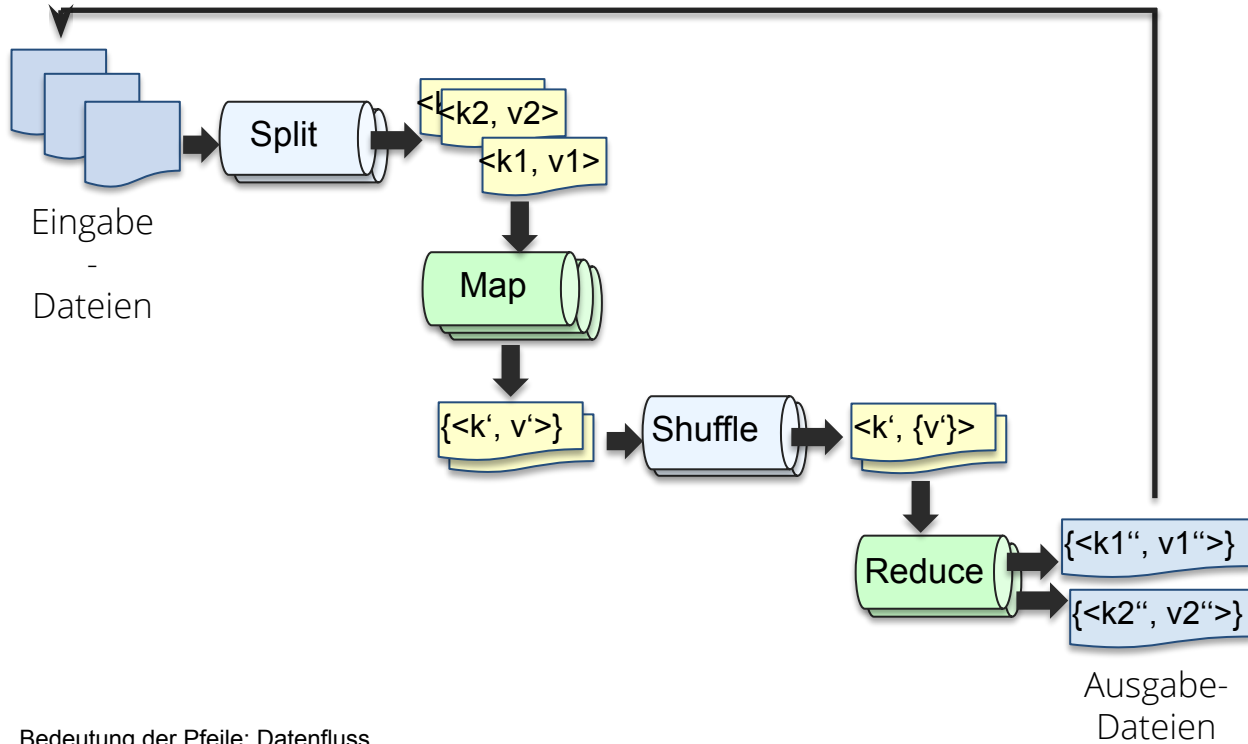 Eingabe
-
Dateien
Split
<k2, v2>
<k1, v1>
Map
{<k‘, v‘>}
Shuffle
<k‘, {v‘}>
Reduce
{<k1“, v1“>}
{<k2“, v2“>}
Ausgabe-
Dateien
Bedeutung der Pfeile: Datenfluss